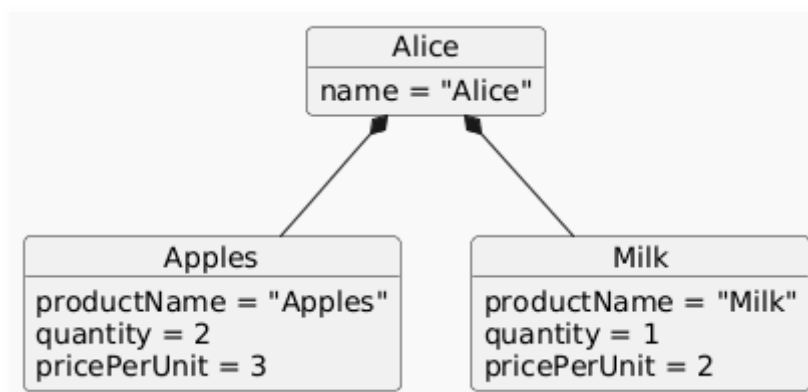 Alice
name = "Alice"
Apples
productName = "Apples"
quantity = 2
pricePerUnit = 3
Milk
productName = "Milk"
quantity = 1
pricePerUnit = 2